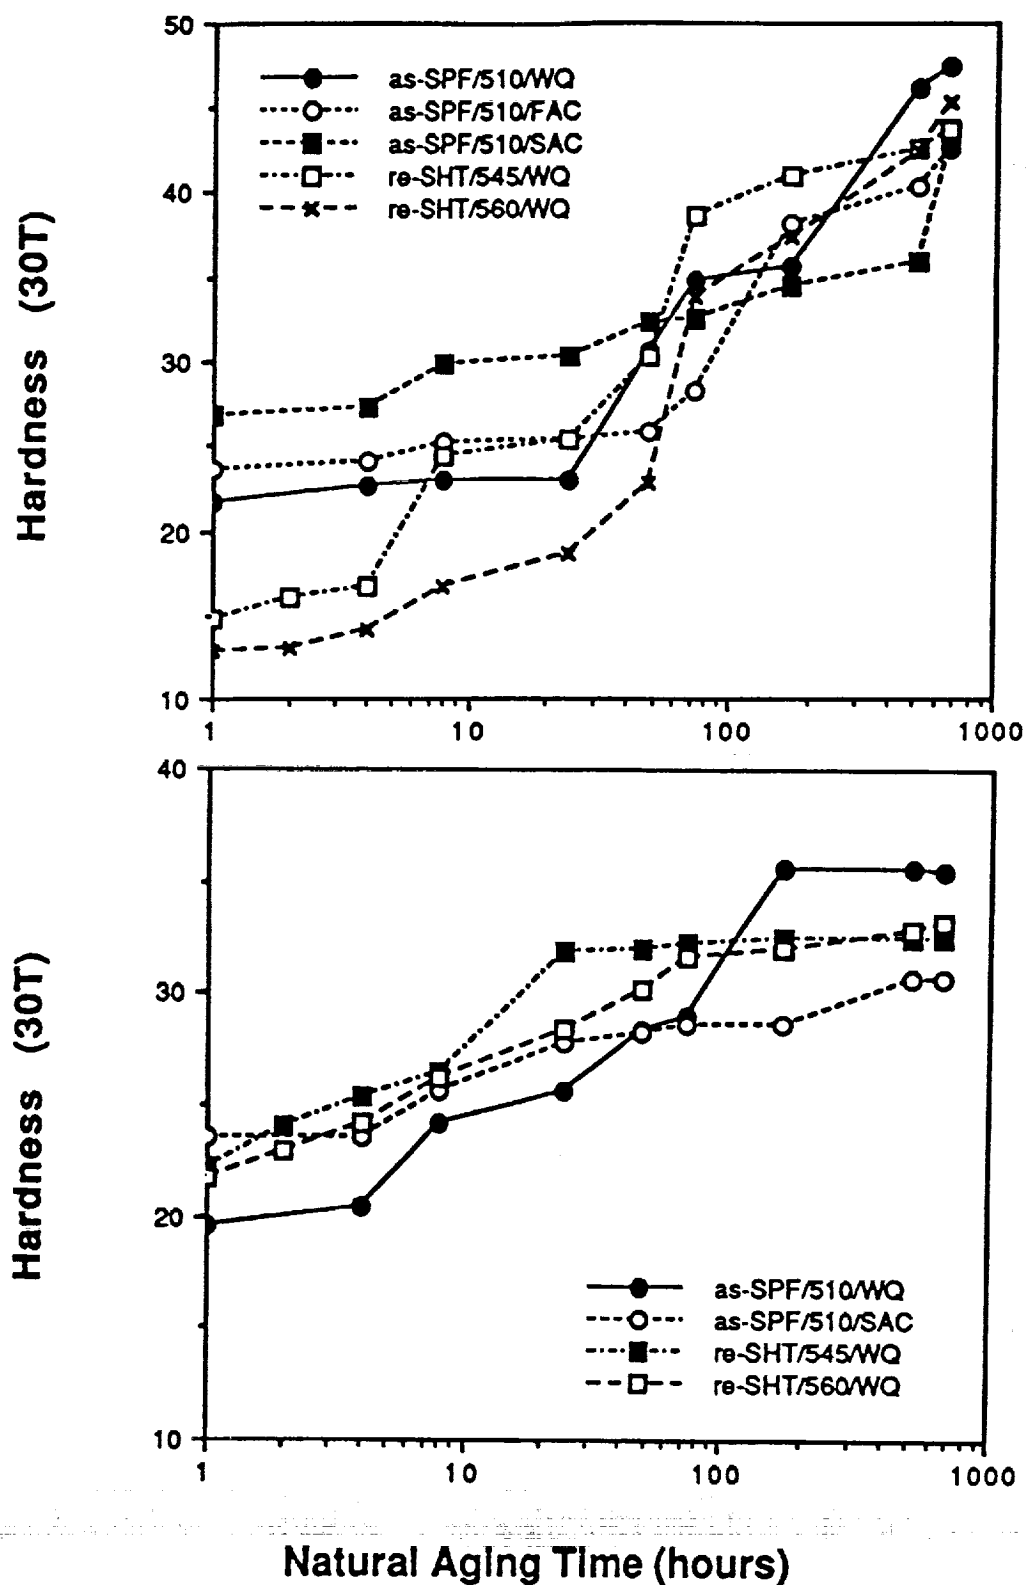 50
as-SPF/510/WQ
as-SPF/510/FAC
as-SPF/510/SAC
re-SHT/545/WQ
re-SHT/560/WQ
40
30
20
10
Hardness (30T)
1 10 100 1000
40
30
20
10
Hardness (30T)
as-SPF/510/WQ
as-SPF/510/SAC
re-SHT/545/WQ
re-SHT/560/WQ
1 10 100 1000
Natural Aging Time (hours)